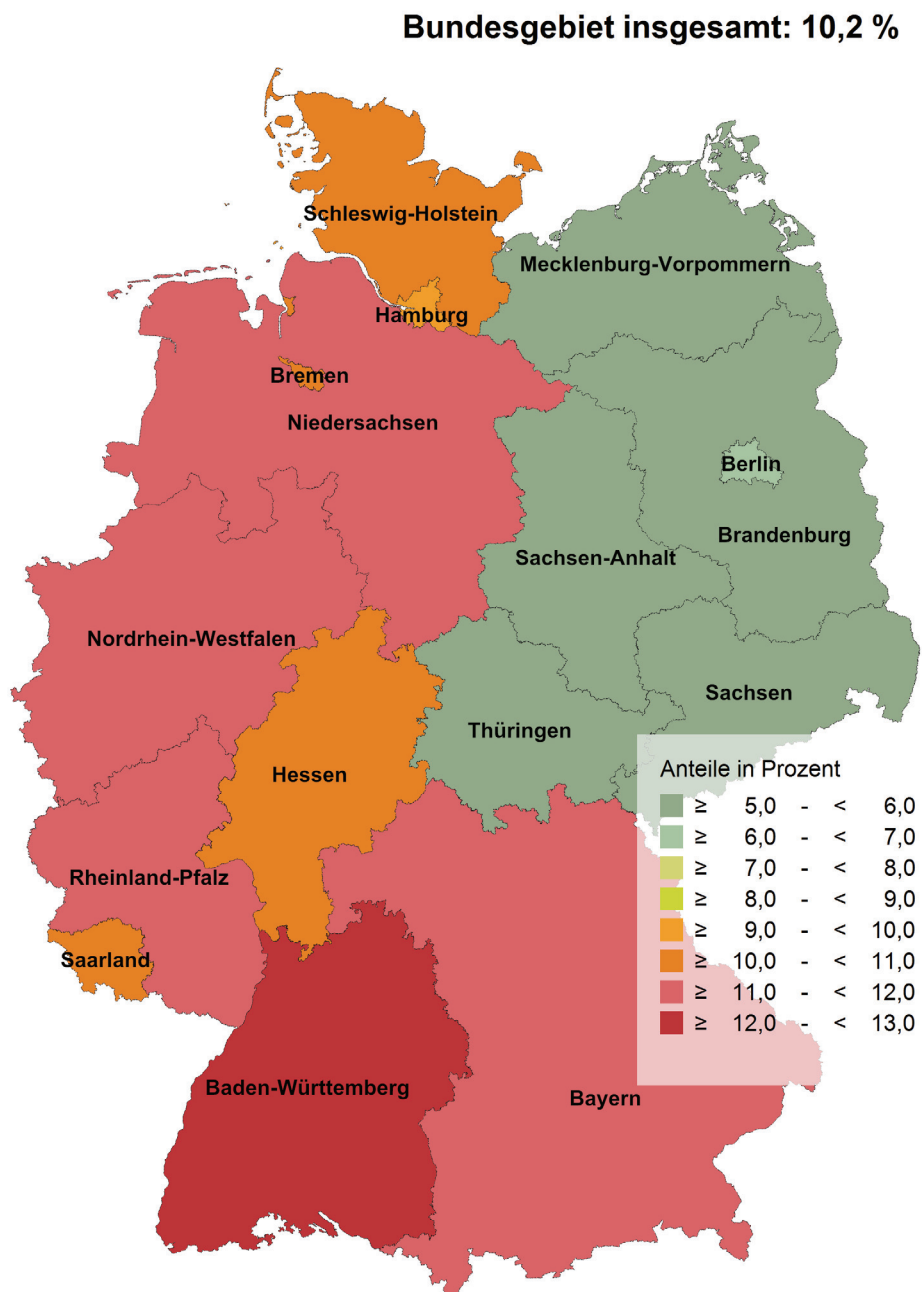 Bundesgebiet insgesamt: 10,2 %
Schleswig-Holstein
Mecklenburg-Vorpommern
Hamburg
Bremen
Niedersachsen
Berlin
Brandenburg
Sachsen-Anhalt
Nordrhein-Westfalen
Sachsen
Thüringen
Hessen
Anteile in Prozent
≥ 5,0 - < 6,0
≥ 6,0 - < 7,0
≥ 7,0 - < 8,0
≥ 8,0 - < 9,0
≥ 9,0 - < 10,0
≥ 10,0 - < 11,0
≥ 11,0 - < 12,0
≥ 12,0 - < 13,0
Rheinland-Pfalz
Saarland
Baden-Württemberg
Bayern